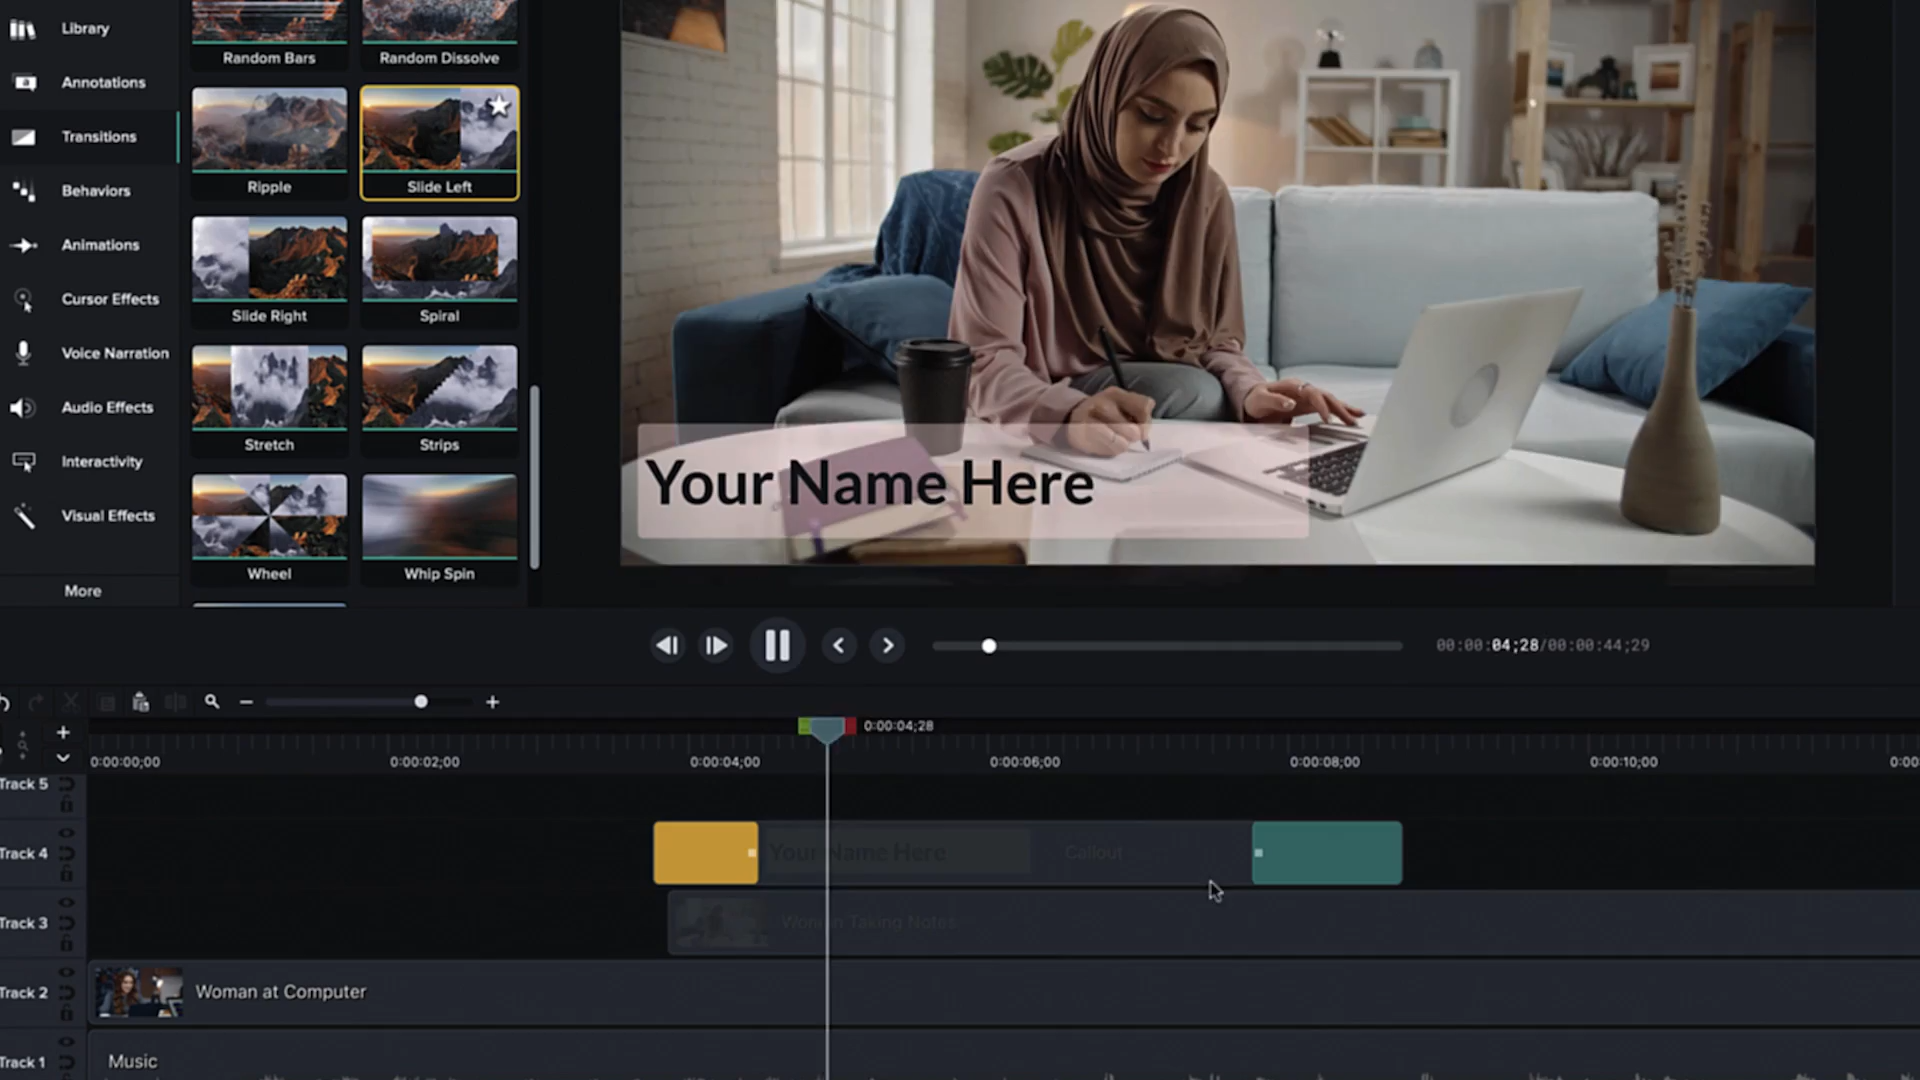 Library
Annotations
Transitions
Behaviors
Animations
Cursor Effects
Voice Narration
Audio Effects
Interactivity
Visual Effects
More
Random Bars
Random Dissolve
Ripple
Slide Left
Slide Right
Spiral
Stretch
Strips
Wheel
Whip Spin
Your Name Here
00:00:04;28/00:00:44;29
0:00:04;28
0:00:00;00
0:00:02;00
0:00:04;00
0:00:06;00
0:00:08;00
0:00:10;00
0:00
Track 5
Track 4
Your Name Here
Callout
Track 3
Woman Taking Notes
Track 2
Woman at Computer
Track 1
Music